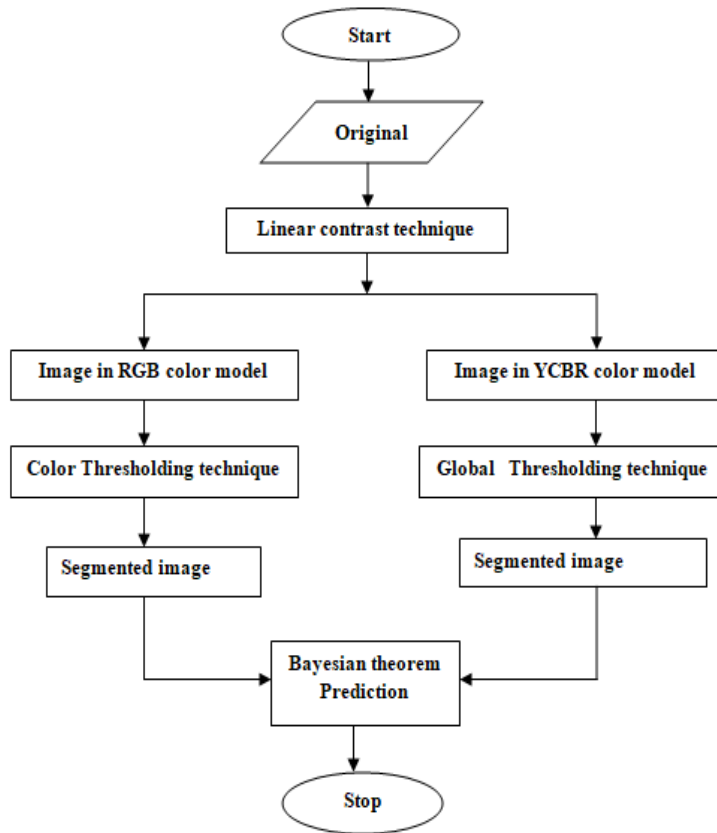 Start
Original
Linear contrast technique
Image in RGB color model
Image in YCBR color model
Color Thresholding technique
Global Thresholding technique
Segmented image
Segmented image
Bayesian theorem
Prediction
Stop